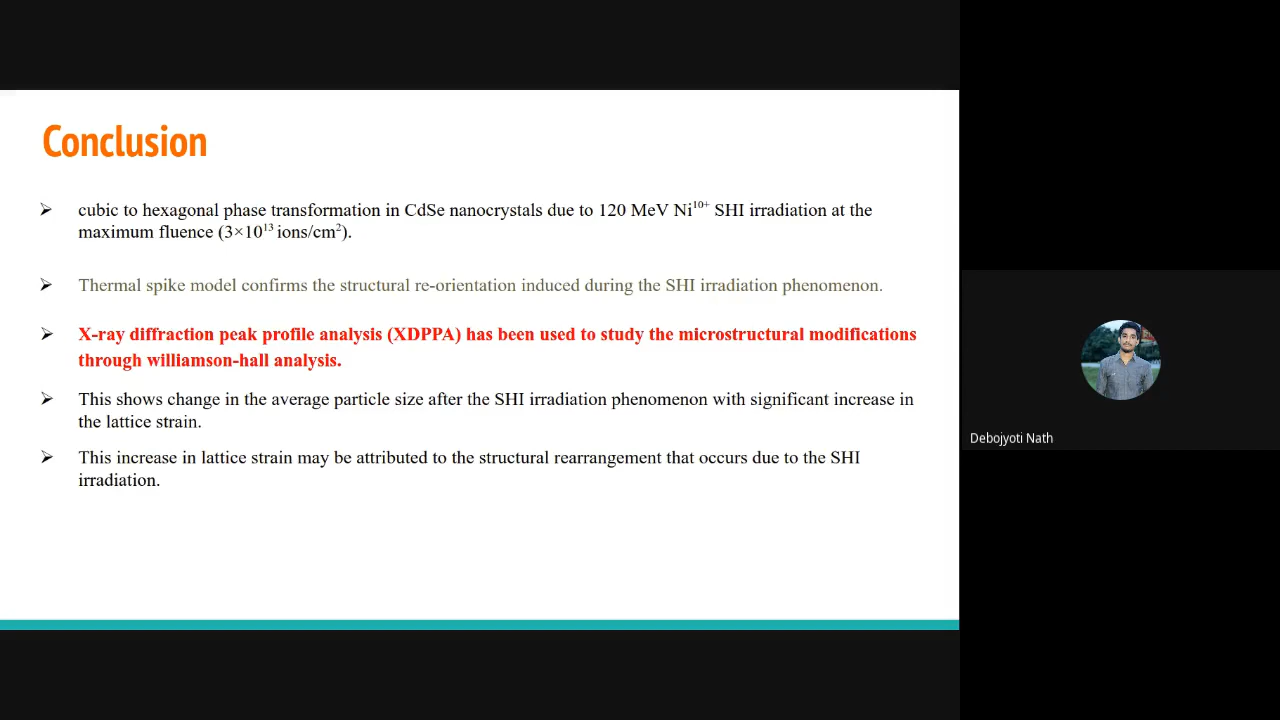 Conclusion
➢ cubic to hexagonal phase transformation in CdSe nanocrystals due to 120 MeV Ni¹⁰⁺ SHI irradiation at the
maximum fluence (3×10¹³ ions/cm²).
➢ Thermal spike model confirms the structural re-orientation induced during the SHI irradiation phenomenon.
➢ X-ray diffraction peak profile analysis (XDPPA) has been used to study the microstructural modifications
through williamson-hall analysis.
➢ This shows change in the average particle size after the SHI irradiation phenomenon with significant increase in
the lattice strain.
➢ This increase in lattice strain may be attributed to the structural rearrangement that occurs due to the SHI
irradiation.
Debojyoti Nath